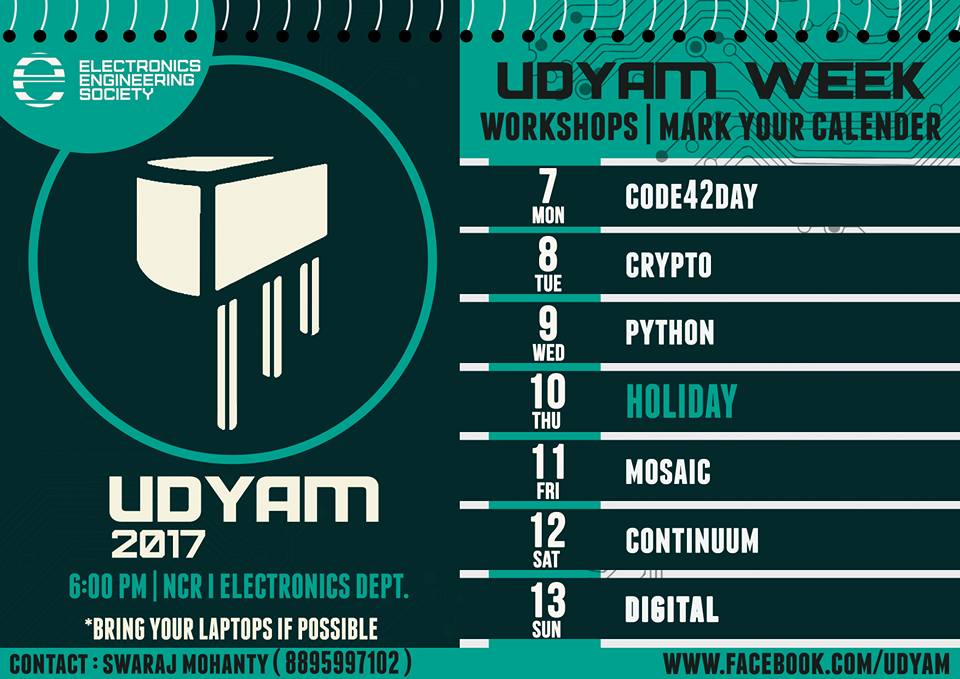 ELECTRONICS
ENGINEERING
SOCIETY
UDYAM
2017
6:00 PM | NCR I ELECTRONICS DEPT.
*BRING YOUR LAPTOPS IF POSSIBLE
CONTACT : SWARAJ MOHANTY ( 8895997102 )
UDYAM WEEK
WORKSHOPS | MARK YOUR CALENDER
7
MON
CODE42DAY
8
TUE
CRYPTO
9
WED
PYTHON
10
THU
HOLIDAY
11
FRI
MOSAIC
12
SAT
CONTINUUM
13
SUN
DIGITAL
WWW.FACEBOOK.COM/UDYAM